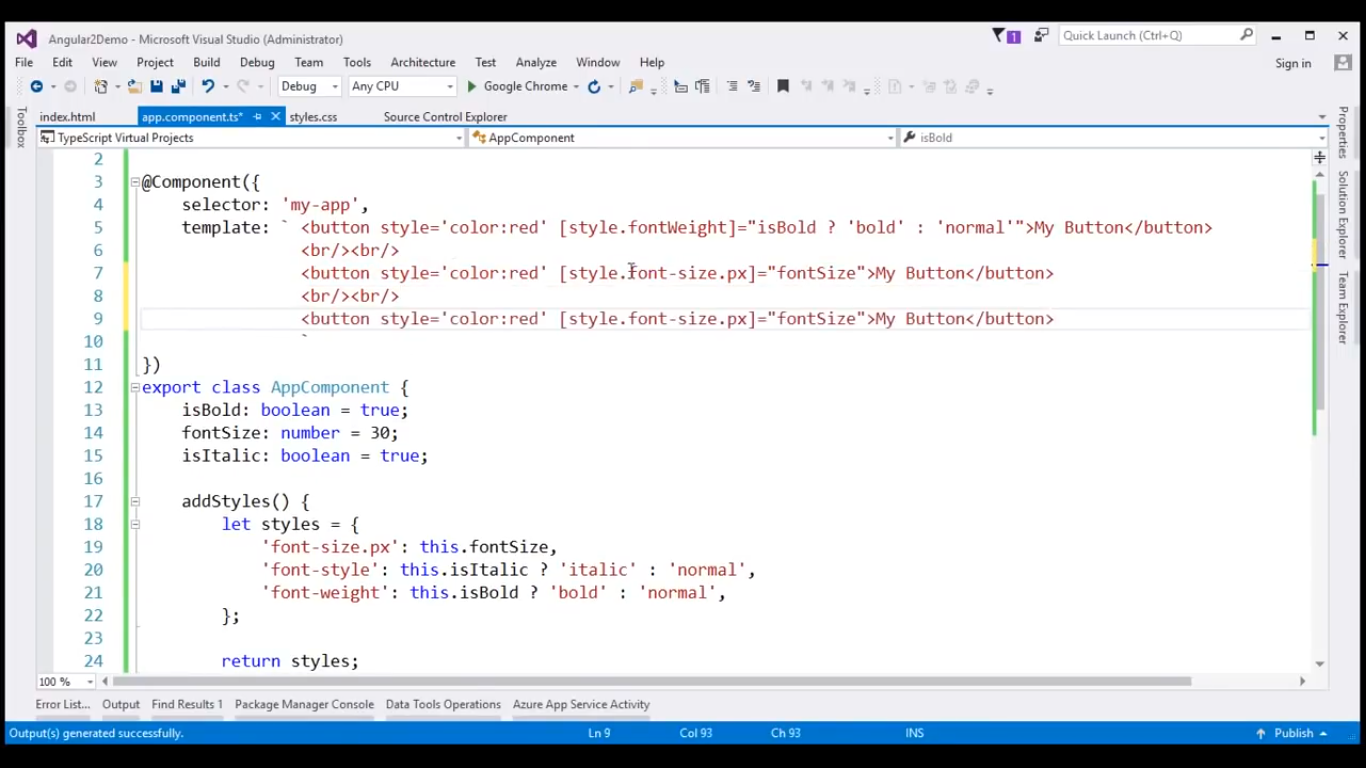 Angular2Demo - Microsoft Visual Studio (Administrator)
1
Quick Launch (Ctrl+Q)
File Edit View Project Build Debug Team Tools Architecture Test Analyze Window Help
Sign in
Debug Any CPU Google Chrome
index.html app.component.ts* styles.css Source Control Explorer
TypeScript Virtual Projects AppComponent isBold
Toolbox
Properties
Solution Explorer
Team Explorer
2
3 @Component({
4 selector: 'my-app',
5 template: ` <button style='color:red' [style.fontWeight]="isBold ? 'bold' : 'normal'">My Button</button>
6 <br/><br/>
7 <button style='color:red' [style.font-size.px]="fontSize">My Button</button>
8 <br/><br/>
9 <button style='color:red' [style.font-size.px]="fontSize">My Button</button>
10 `
11 })
12 export class AppComponent {
13 isBold: boolean = true;
14 fontSize: number = 30;
15 isItalic: boolean = true;
16
17 addStyles() {
18 let styles = {
19 'font-size.px': this.fontSize,
20 'font-style': this.isItalic ? 'italic' : 'normal',
21 'font-weight': this.isBold ? 'bold' : 'normal',
22 };
23
24 return styles;
100 %
Error List... Output Find Results 1 Package Manager Console Data Tools Operations Azure App Service Activity
Output(s) generated successfully. Ln 9 Col 93 Ch 93 INS Publish